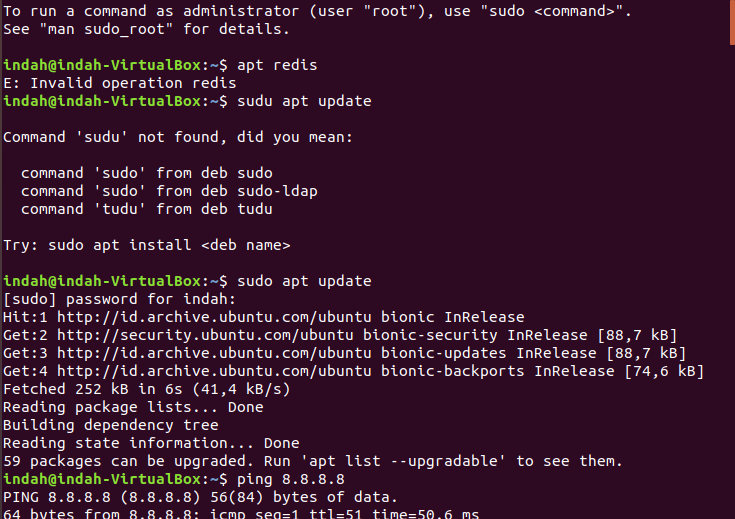 To run a command as administrator (user "root"), use "sudo <command>".
See "man sudo_root" for details.
indah@indah-VirtualBox:~$ apt redis
E: Invalid operation redis
indah@indah-VirtualBox:~$ sudu apt update
Command 'sudu' not found, did you mean:
command 'sudo' from deb sudo
command 'sudo' from deb sudo-ldap
command 'tudu' from deb tudu
Try: sudo apt install <deb name>
indah@indah-VirtualBox:~$ sudo apt update
[sudo] password for indah:
Hit:1 http://id.archive.ubuntu.com/ubuntu bionic InRelease
Get:2 http://security.ubuntu.com/ubuntu bionic-security InRelease [88,7 kB]
Get:3 http://id.archive.ubuntu.com/ubuntu bionic-updates InRelease [88,7 kB]
Get:4 http://id.archive.ubuntu.com/ubuntu bionic-backports InRelease [74,6 kB]
Fetched 252 kB in 6s (41,4 kB/s)
Reading package lists... Done
Building dependency tree
Reading state information... Done
59 packages can be upgraded. Run 'apt list --upgradable' to see them.
indah@indah-VirtualBox:~$ ping 8.8.8.8
PING 8.8.8.8 (8.8.8.8) 56(84) bytes of data.
64 bytes from 8.8.8.8: icmp_seq=1 ttl=51 time=50.6 ms